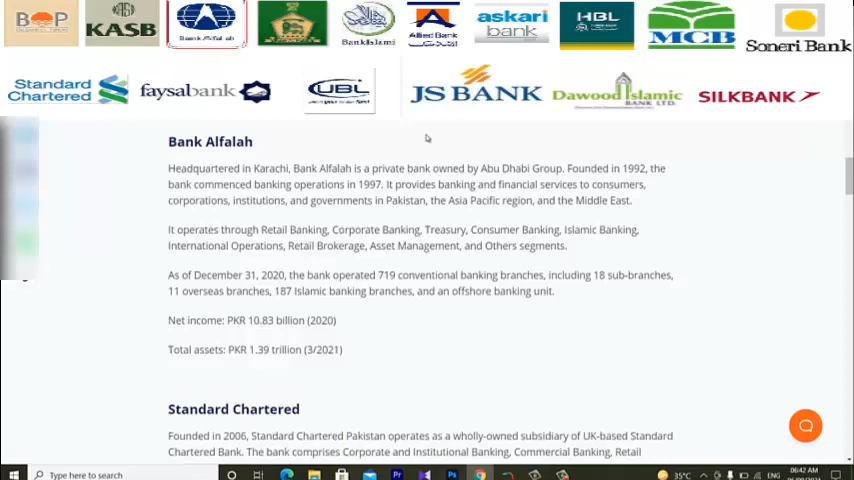 BOP
KASB
Bank Alfalah
BankIslami
Allied Bank
askari
bank
HBL
MCB
Soneri Bank
Standard
Chartered
faysalbank
UBL
JS BANK
Dawood Islamic
BANK LTD.
SILKBANK
Bank Alfalah
Headquartered in Karachi, Bank Alfalah is a private bank owned by Abu Dhabi Group. Founded in 1992, the
bank commenced banking operations in 1997. It provides banking and financial services to consumers,
corporations, institutions, and governments in Pakistan, the Asia Pacific region, and the Middle East.
It operates through Retail Banking, Corporate Banking, Treasury, Consumer Banking, Islamic Banking,
International Operations, Retail Brokerage, Asset Management, and Others segments.
As of December 31, 2020, the bank operated 719 conventional banking branches, including 18 sub-branches,
11 overseas branches, 187 Islamic banking branches, and an offshore banking unit.
Net income: PKR 10.83 billion (2020)
Total assets: PKR 1.39 trillion (3/2021)
Standard Chartered
Founded in 2006, Standard Chartered Pakistan operates as a wholly-owned subsidiary of UK-based Standard
Chartered Bank. The bank comprises Corporate and Institutional Banking, Commercial Banking, Retail
Type here to search
Pr
Ps
35°C
ENG
06:42 AM